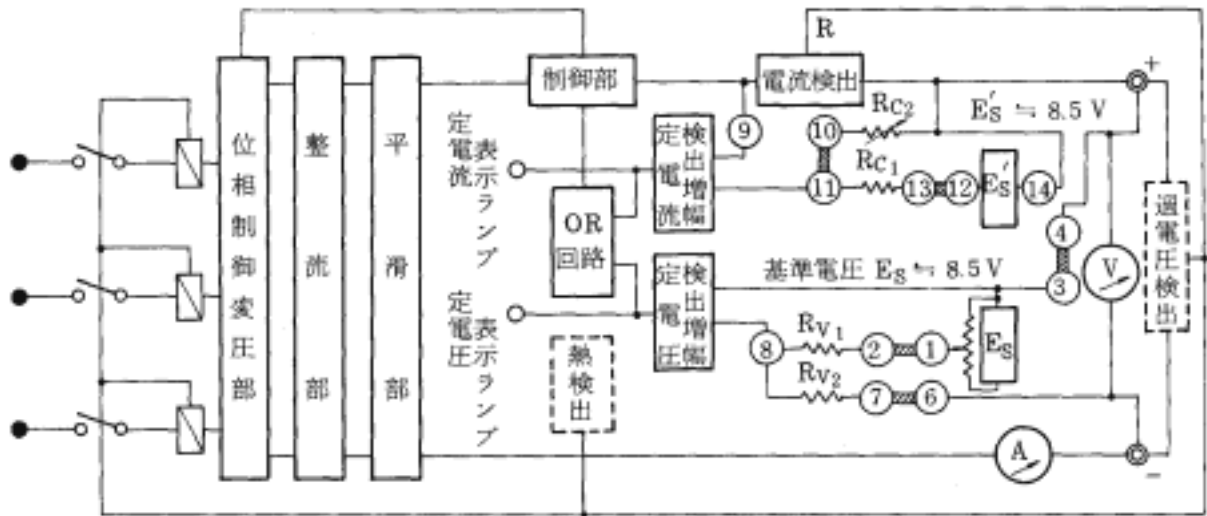 位相制御変圧部
整流部
平滑部
制御部
電流検出
R
+
定電流
表示ランプ
定電流
検出増幅
⑨
⑩
RC2
E′S ≒ 8.5 V
⑪
RC1
⑬
⑫
E′S
⑭
OR
回路
④
V
過電圧検出
定電圧
表示ランプ
定電圧
検出増幅
基準電圧 ES ≒ 8.5 V
③
⑧
RV1
②
①
ES
RV2
⑦
⑥
熱検出
A
−